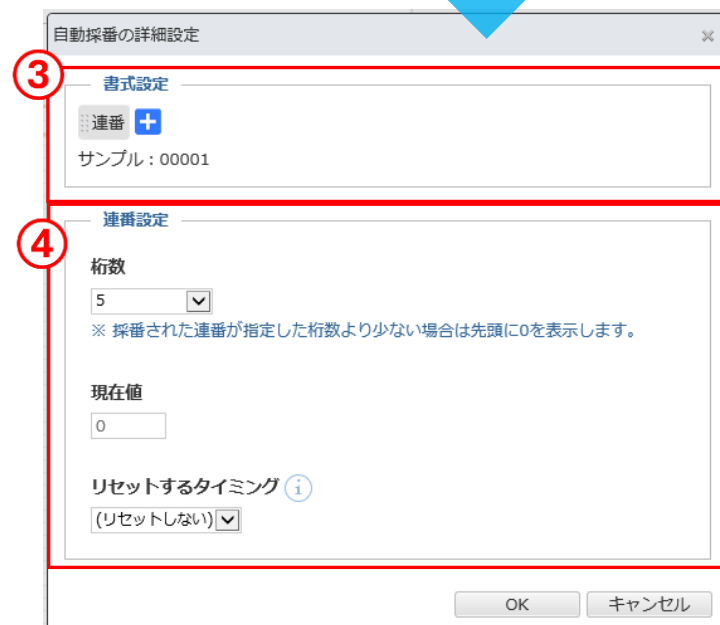 自動採番の詳細設定
③
書式設定
連番
サンプル：00001
④
連番設定
桁数
5
※ 採番された連番が指定した桁数より少ない場合は先頭に0を表示します。
現在値
0
リセットするタイミング i
(リセットしない)
OK キャンセル